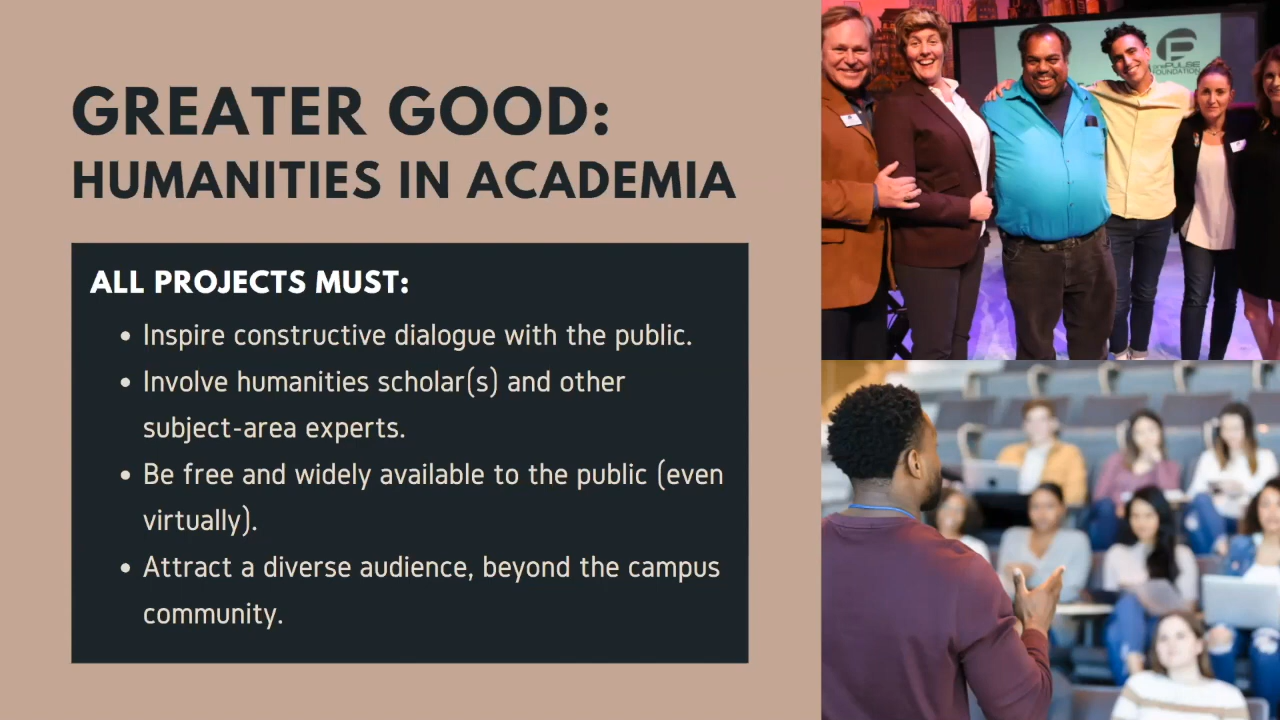 GREATER GOOD:
HUMANITIES IN ACADEMIA
ALL PROJECTS MUST:
• Inspire constructive dialogue with the public.
• Involve humanities scholar(s) and other
subject-area experts.
• Be free and widely available to the public (even
virtually).
• Attract a diverse audience, beyond the campus
community.
onePULSE
FOUNDATION